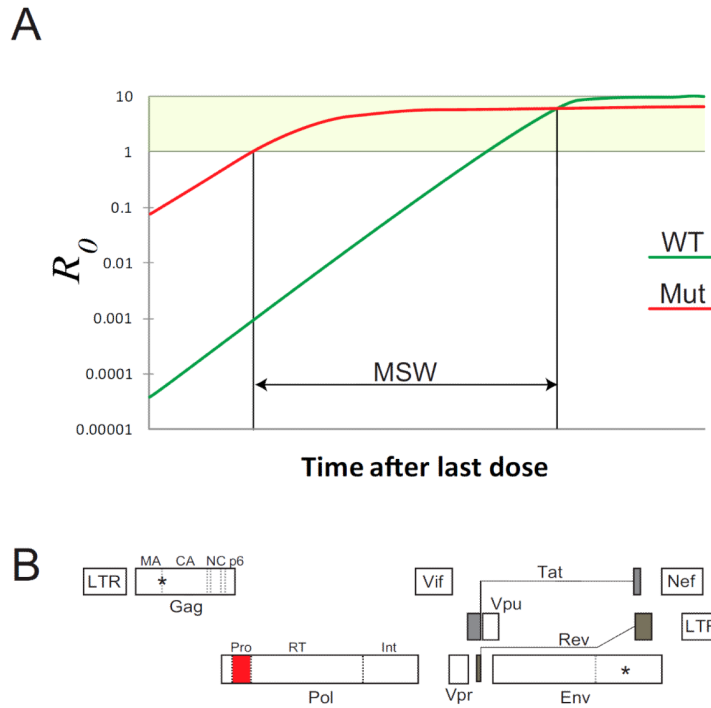 A
10
1
0.1
0.01
0.001
0.0001
0.00001
R0
WT
Mut
MSW
Time after last dose
B
MA CA NC p6
LTR
*
Gag
Vif
Tat
Nef
Vpu
Rev
LTR
Pro RT Int
Pol
Vpr
*
Env